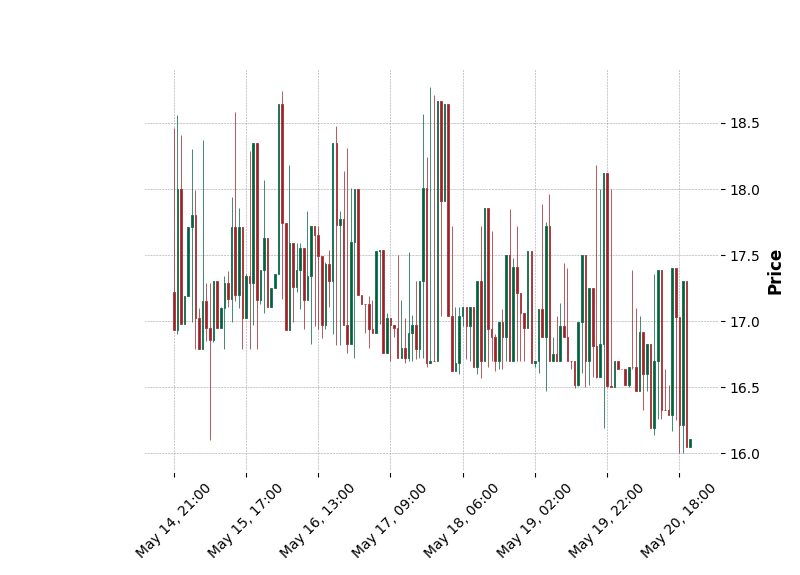 18.5
18.0
17.5
17.0
16.5
16.0
Price
May 14, 21:00
May 15, 17:00
May 16, 13:00
May 17, 09:00
May 18, 06:00
May 19, 02:00
May 19, 22:00
May 20, 18:00